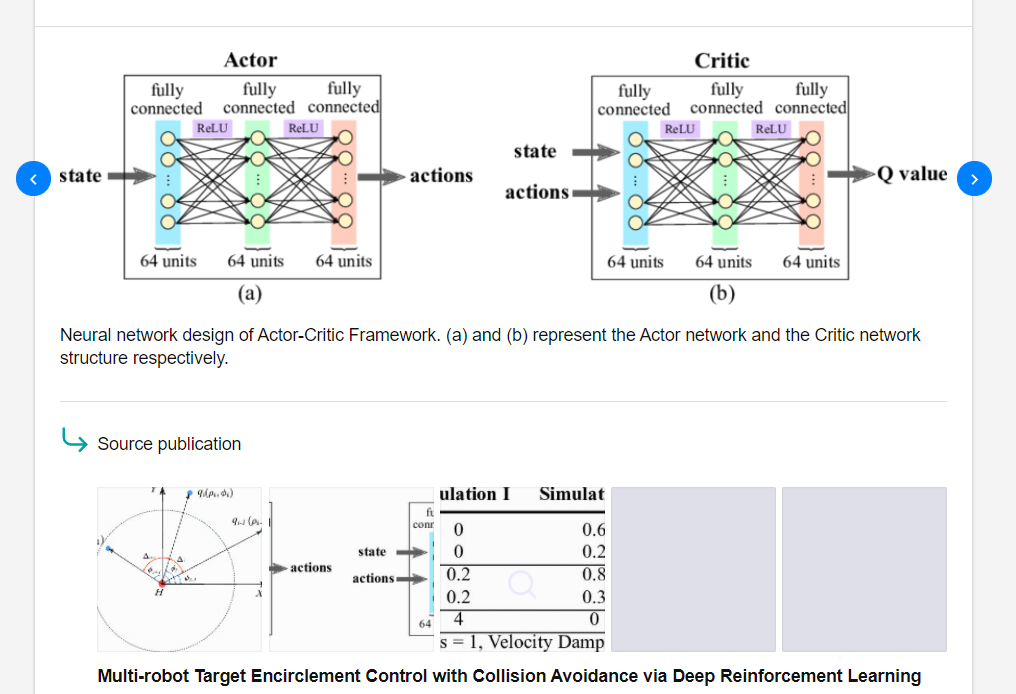 Actor
fully fully fully
connected connected connected
ReLU ReLU
state
actions
64 units 64 units 64 units
(a)
Critic
fully fully fully
connected connected connected
ReLU ReLU
state
actions
Q value
64 units 64 units 64 units
(b)
Neural network design of Actor-Critic Framework. (a) and (b) represent the Actor network and the Critic network
structure respectively.
Source publication
H
actions
state
actions
64
ulation I Simulat
0 0.6
0 0.2
0.2 0.8
0.2 0.3
4 0
s = 1, Velocity Damp
Multi-robot Target Encirclement Control with Collision Avoidance via Deep Reinforcement Learning